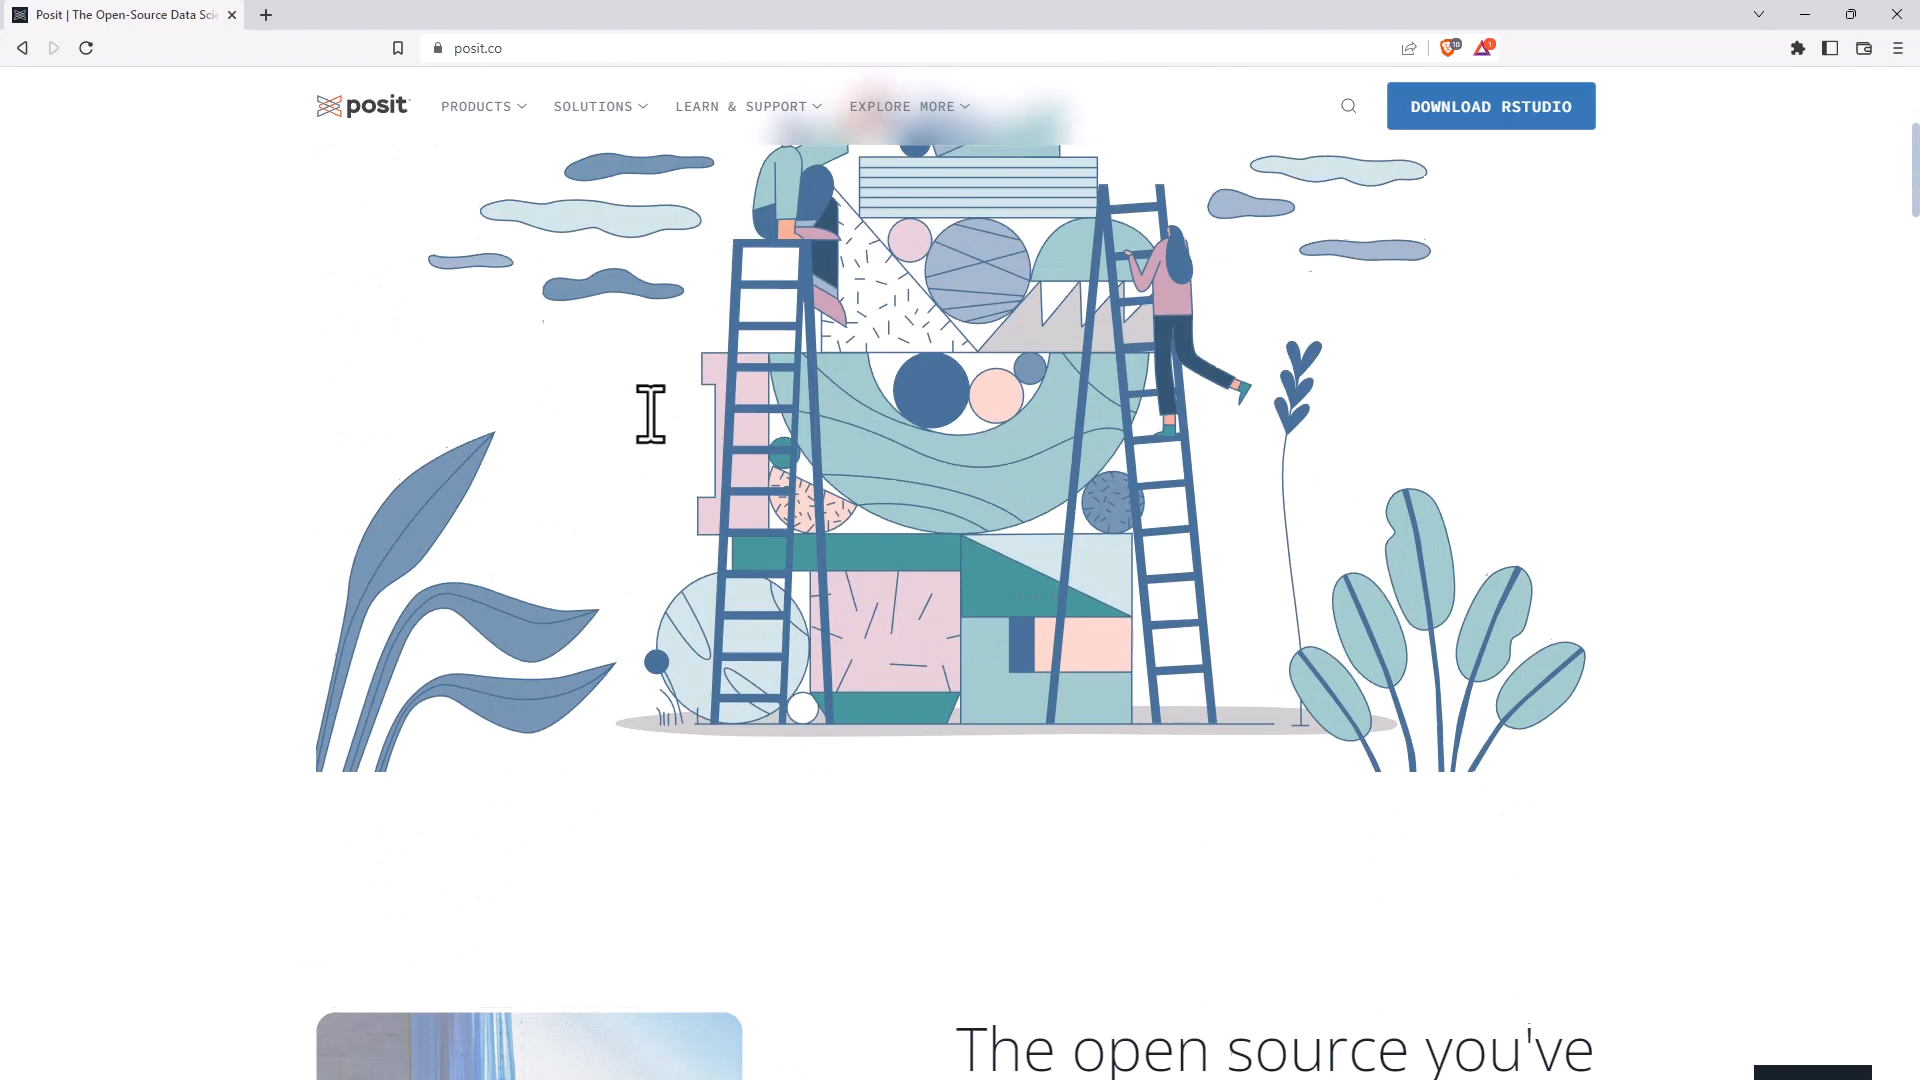 Posit | The Open-Source Data Sci
posit.co
posit
PRODUCTS
SOLUTIONS
LEARN & SUPPORT
EXPLORE MORE
DOWNLOAD RSTUDIO
The open source you've